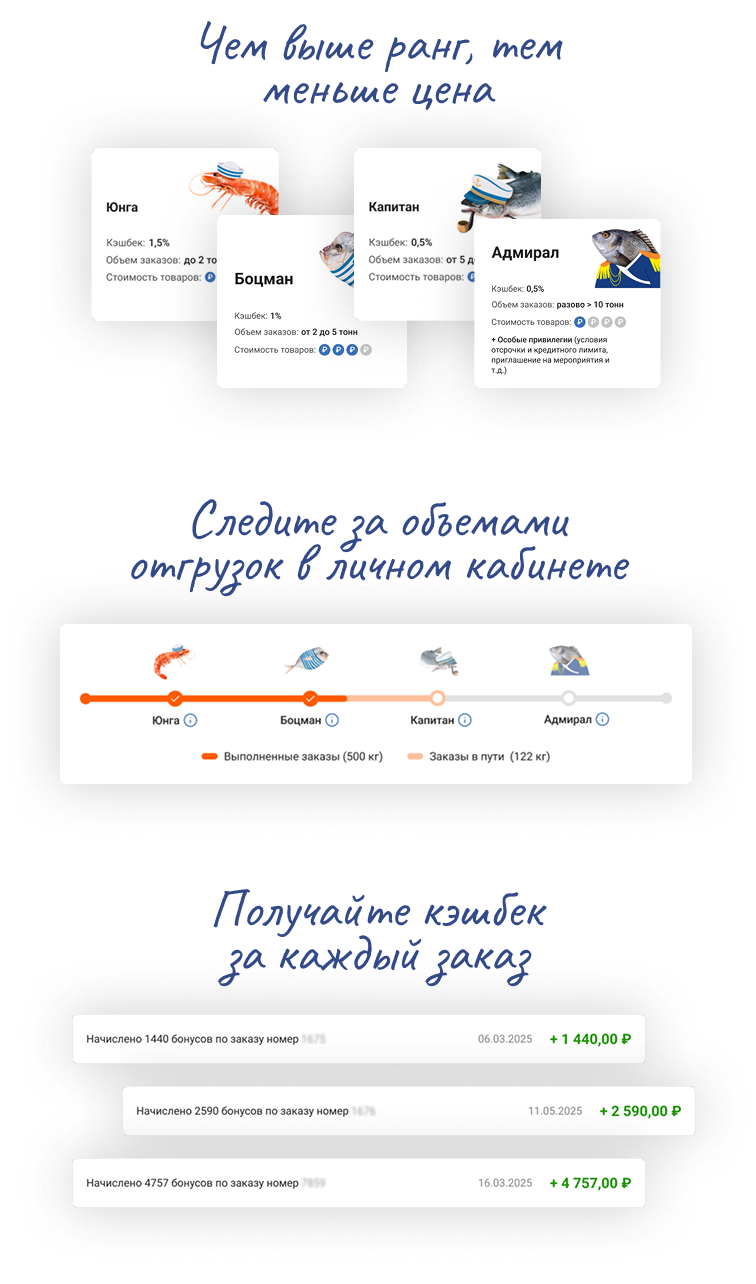 Чем выше ранг, тем
меньше цена
Юнга
Кэшбек: 1,5%
Объем заказов: до 2 то
Стоимость товаров: ₽
Боцман
Кэшбек: 1%
Объем заказов: от 2 до 5 тонн
Стоимость товаров: ₽ ₽ ₽ ₽
Капитан
Кэшбек: 0,5%
Объем заказов: от 5 д
Стоимость товаров:
Адмирал
Кэшбек: 0,5%
Объем заказов: разово > 10 тонн
Стоимость товаров: ₽ ₽ ₽ ₽
+ Особые привилегии (условия
отсрочки и кредитного лимита,
приглашение на мероприятия и
т.д.)
Следите за объемами
отгрузок в личном кабинете
Юнга
Боцман
Капитан
Адмирал
Выполненные заказы (500 кг)
Заказы в пути (122 кг)
Получайте кэшбек
за каждый заказ
Начислено 1440 бонусов по заказу номер 06.03.2025 + 1 440,00 ₽
Начислено 2590 бонусов по заказу номер 11.05.2025 + 2 590,00 ₽
Начислено 4757 бонусов по заказу номер 16.03.2025 + 4 757,00 ₽